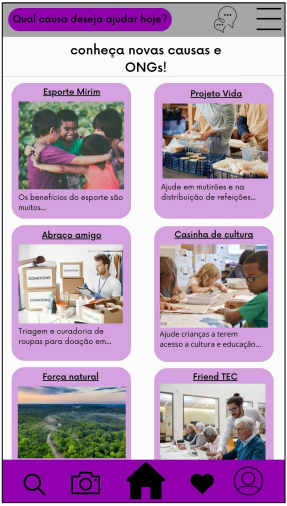 Qual causa deseja ajudar hoje?
conheça novas causas e
ONGs!
Esporte Mirim
Os benefícios do esporte são
muitos...
Projeto Vida
Ajude em mutirões e na
distribuição de refeições...
Abraço amigo
DONATIONS
DONATIONS
DONATIONS
Triagem e curadoria de
roupas para doação em...
Casinha de cultura
Ajude crianças a terem
acesso a cultura e educação...
Força natural
Friend TEC